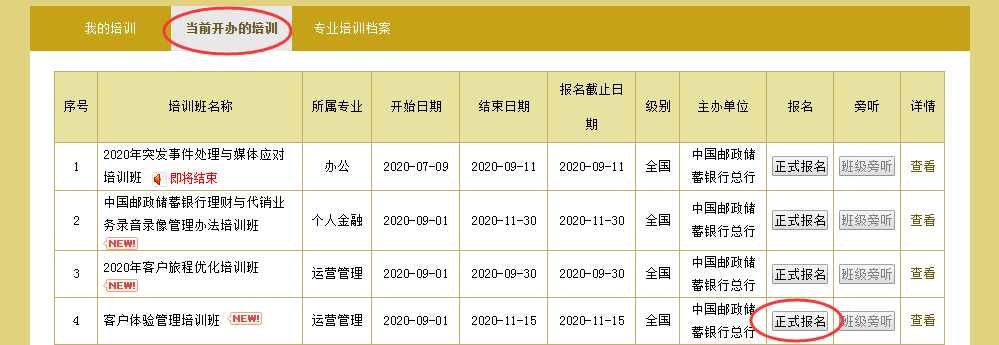 我的培训 当前开办的培训 专业培训档案
序号 培训班名称 所属专业 开始日期 结束日期 报名截止日期 级别 主办单位 报名 旁听 详情
1 2020年突发事件处理与媒体应对培训班 即将结束 办公 2020-07-09 2020-09-11 2020-09-11 全国 中国邮政储蓄银行总行 正式报名 班级旁听 查看
2 中国邮政储蓄银行理财与代销业务录音录像管理办法培训班 NEW! 个人金融 2020-09-01 2020-11-30 2020-11-30 全国 中国邮政储蓄银行总行 正式报名 班级旁听 查看
3 2020年客户旅程优化培训班 NEW! 运营管理 2020-09-01 2020-09-30 2020-09-30 全国 中国邮政储蓄银行总行 正式报名 班级旁听 查看
4 客户体验管理培训班 NEW! 运营管理 2020-09-01 2020-11-15 2020-11-15 全国 中国邮政储蓄银行总行 正式报名 班级旁听 查看